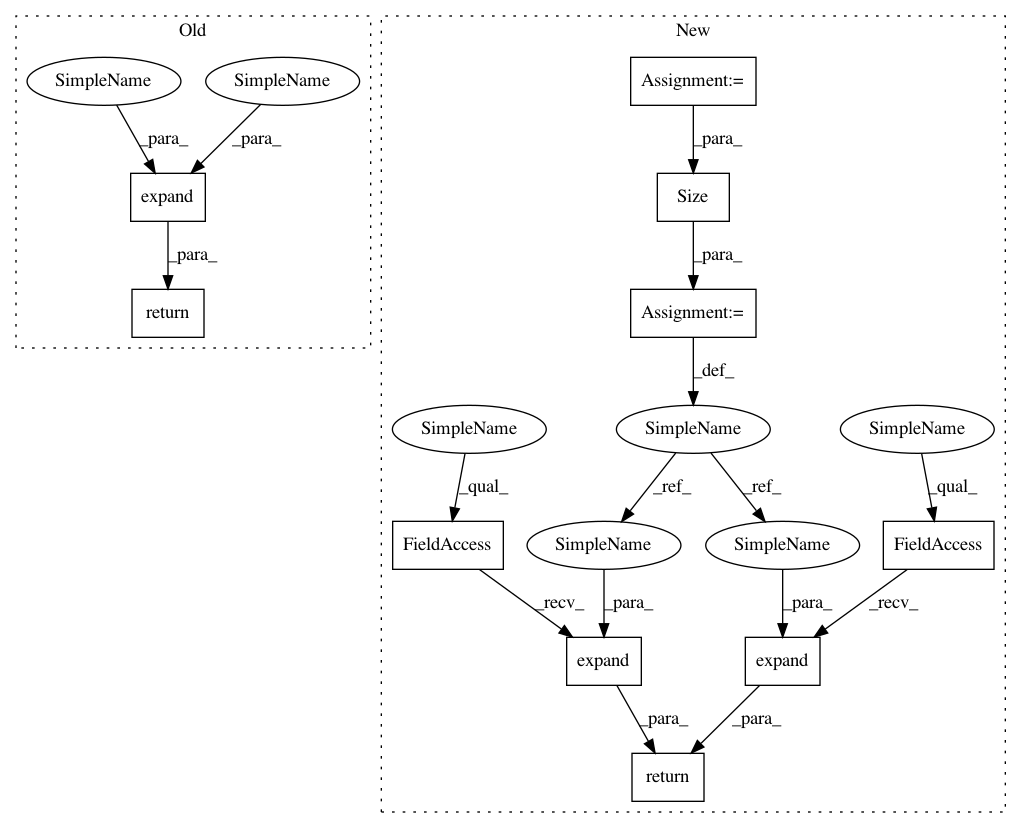 Old
New
SimpleName
SimpleName
Assignment:=
_para_
_para_
_para_
expand
Size
_para_
_para_
return
Assignment:=
_def_
SimpleName
SimpleName
SimpleName
_qual_
_ref_
_ref_
_qual_
FieldAccess
SimpleName
SimpleName
FieldAccess
_recv_
_para_
_para_
_recv_
expand
expand
_para_
_para_
return